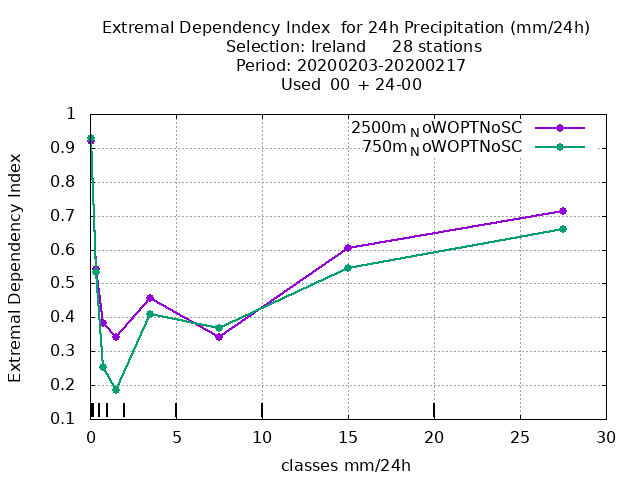 Extremal Dependency Index  for 24h Precipitation (mm/24h)
Selection: Ireland     28 stations
Period: 20200203-20200217
Used  00 + 24-00
2500mNoWOPTNoSC
750mNoWOPTNoSC
Extremal Dependency Index
1
0.9
0.8
0.7
0.6
0.5
0.4
0.3
0.2
0.1
0 5 10 15 20 25 30
classes mm/24h